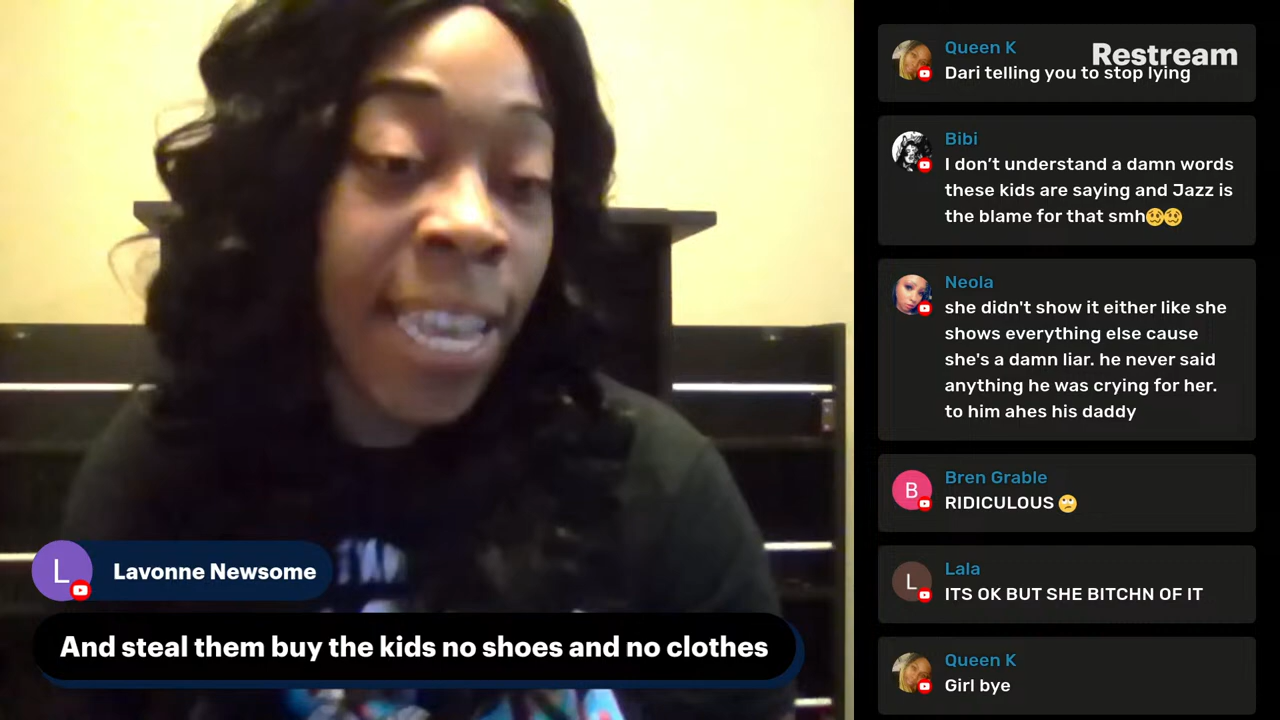 Restream
Queen K
Dari telling you to stop lying
Bibi
I don’t understand a damn words
these kids are saying and Jazz is
the blame for that smh🥴🥴
Neola
she didn't show it either like she
shows everything else cause
she's a damn liar. he never said
anything he was crying for her.
to him ahes his daddy
B
Bren Grable
RIDICULOUS 🙄
L
Lala
ITS OK BUT SHE BITCHN OF IT
Queen K
Girl bye
L
Lavonne Newsome
And steal them buy the kids no shoes and no clothes